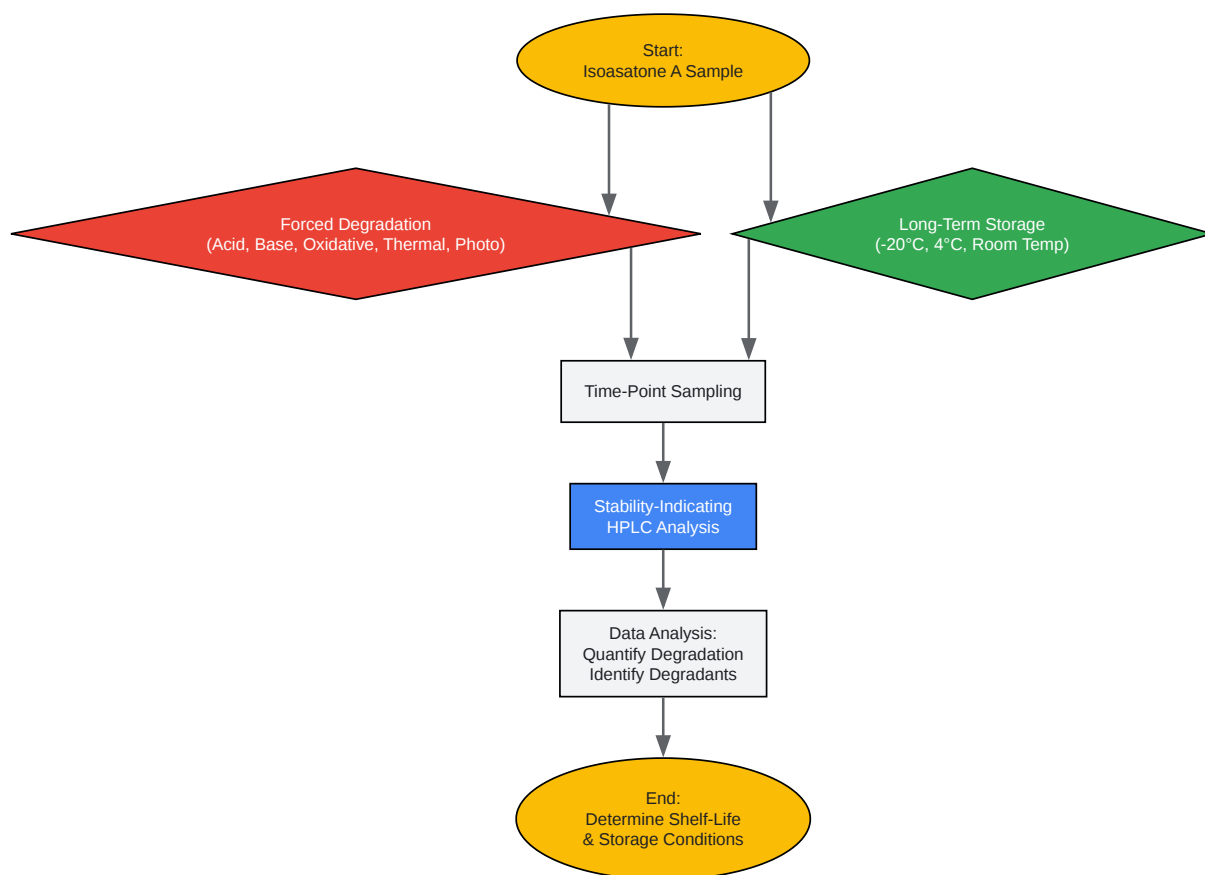 Start:
Isoasatone A Sample
Forced Degradation
(Acid, Base, Oxidative, Thermal, Photo)
Long-Term Storage
(-20°C, 4°C, Room Temp)
Time-Point Sampling
Stability-Indicating
HPLC Analysis
Data Analysis:
Quantify Degradation
Identify Degradants
End:
Determine Shelf-Life
& Storage Conditions